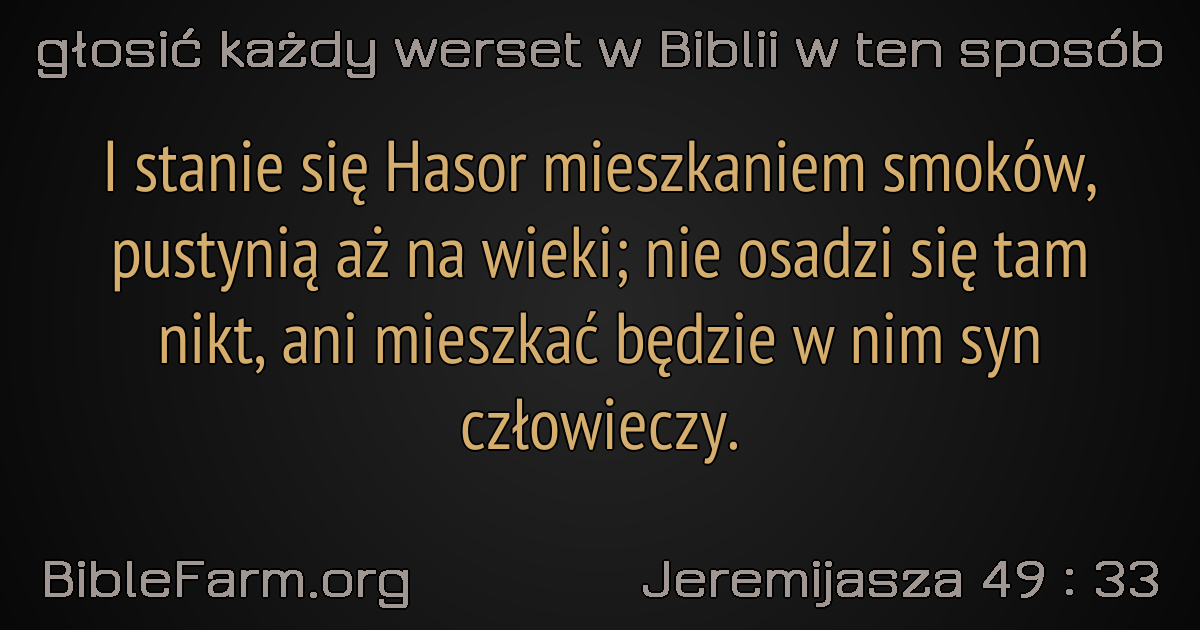 głosić każdy werset w Biblii w ten sposób
I stanie się Hasor mieszkaniem smoków,
pustynią aż na wieki; nie osadzi się tam
nikt, ani mieszkać będzie w nim syn
człowieczy.
BibleFarm.org
Jeremijasza 49 : 33